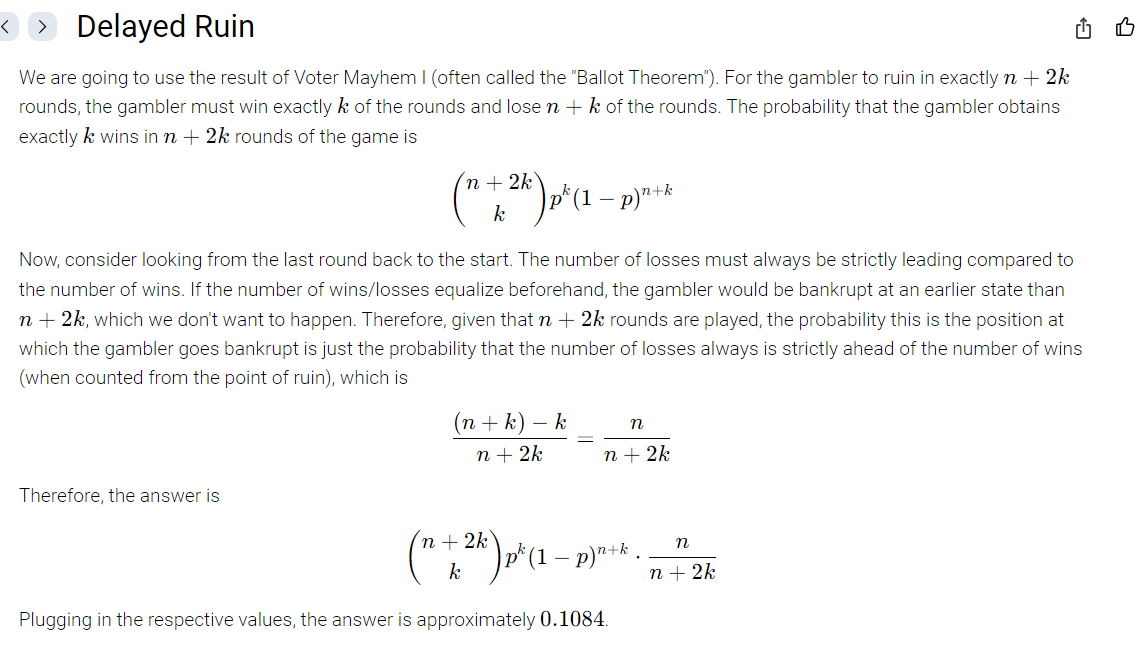 Delayed Ruin
We are going to use the result of Voter Mayhem I (often called the "Ballot Theorem"). For the gambler to ruin in exactly n + 2k
rounds, the gambler must win exactly k of the rounds and lose n + k of the rounds. The probability that the gambler obtains
exactly k wins in n + 2k rounds of the game is
\binom{n + 2k}{k} p^k (1 − p)^{n+k}
Now, consider looking from the last round back to the start. The number of losses must always be strictly leading compared to
the number of wins. If the number of wins/losses equalize beforehand, the gambler would be bankrupt at an earlier state than
n + 2k, which we don't want to happen. Therefore, given that n + 2k rounds are played, the probability this is the position at
which the gambler goes bankrupt is just the probability that the number of losses always is strictly ahead of the number of wins
(when counted from the point of ruin), which is
\frac{(n + k) − k}{n + 2k} = \frac{n}{n + 2k}
Therefore, the answer is
\binom{n + 2k}{k} p^k (1 − p)^{n+k} · \frac{n}{n + 2k}
Plugging in the respective values, the answer is approximately 0.1084.